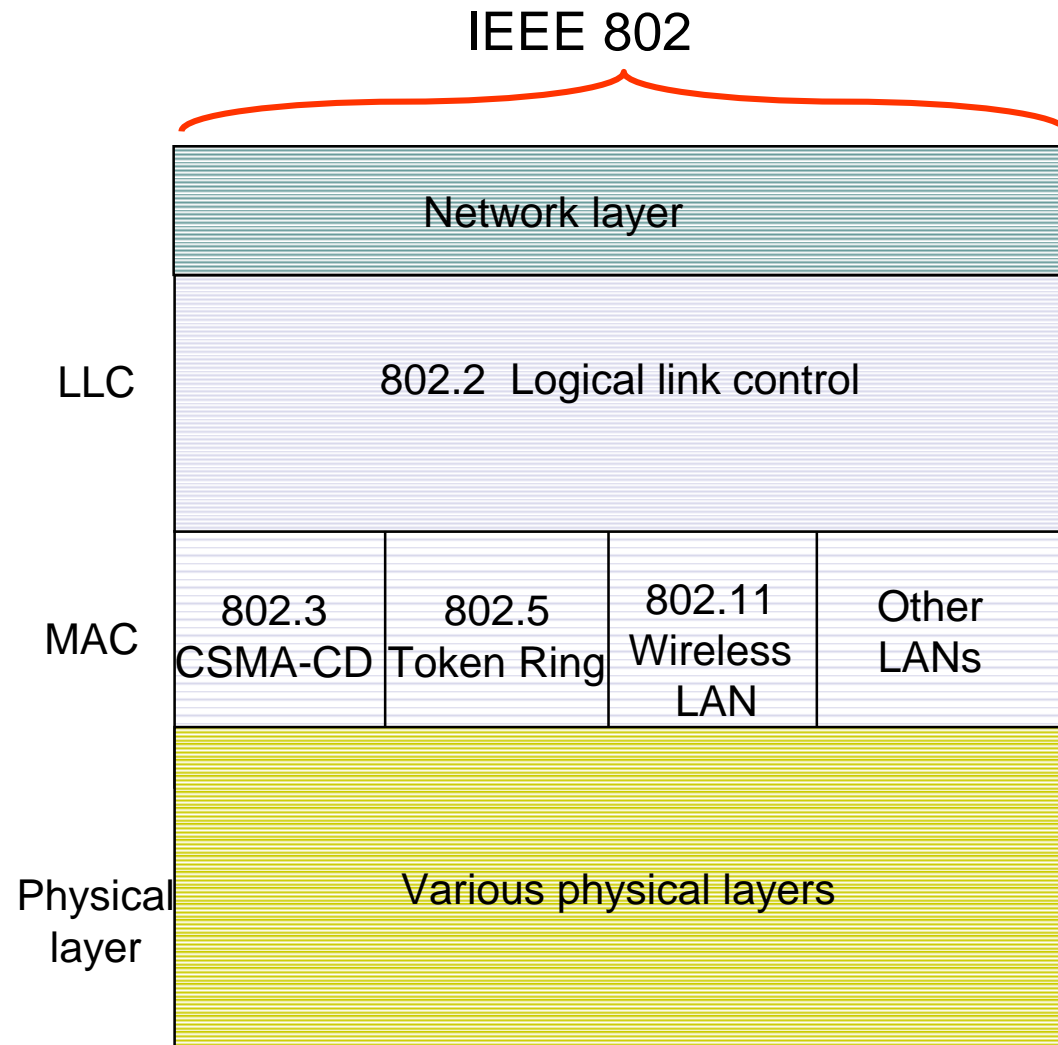 IEEE 802
Network layer
LLC
802.2 Logical link control
MAC
802.3
CSMA-CD
802.5
Token Ring
802.11
Wireless
LAN
Other
LANs
Physical
layer
Various physical layers